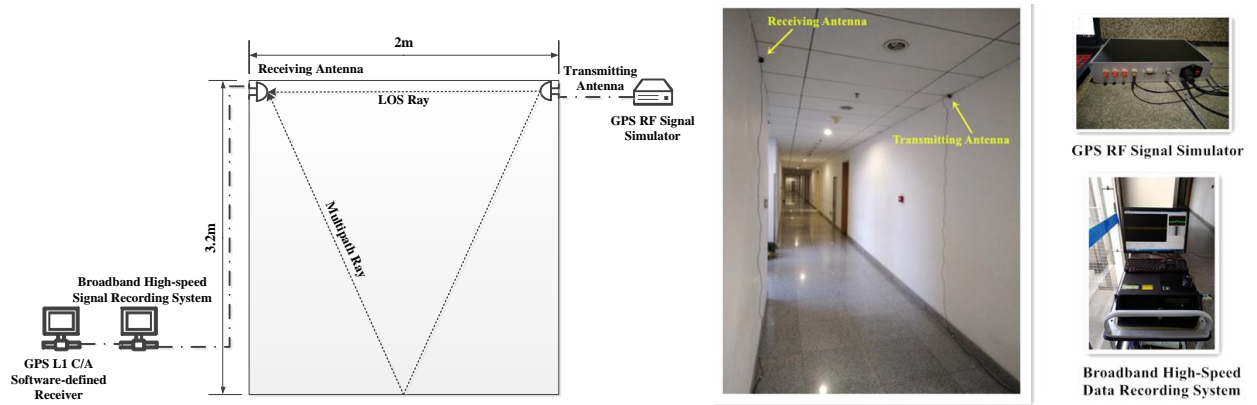 2m
Receiving Antenna
Transmitting
Antenna
LOS Ray
GPS RF Signal
Simulator
Multipath Ray
3.2m
Broadband High-speed
Signal Recording System
GPS L1 C/A
Software-defined
Receiver
Receiving Antenna
Transmitting Antenna
GPS RF Signal Simulator
Broadband High-Speed
Data Recording System